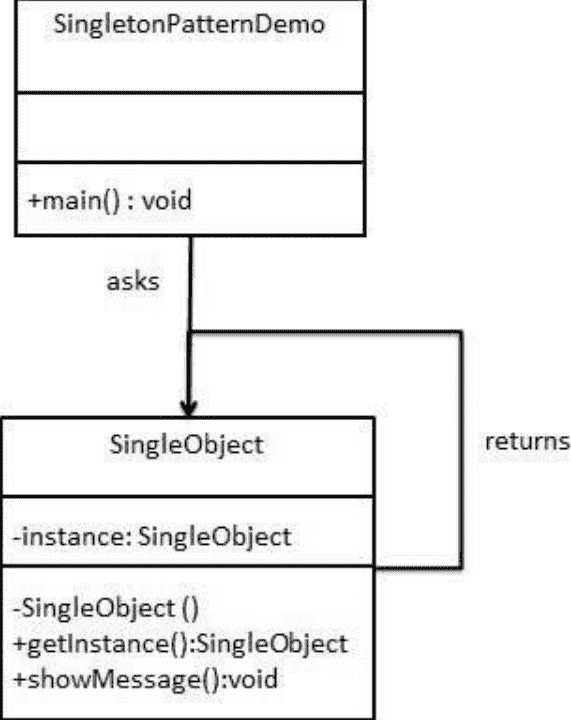 SingletonPatternDemo
+main() : void
asks
SingleObject
returns
-instance: SingleObject
-SingleObject ()
+getInstance():SingleObject
+showMessage():void